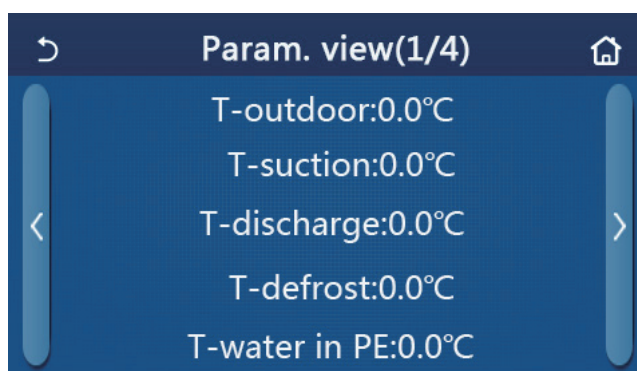 Param. view(1/4)
T-outdoor:0.0℃
T-suction:0.0℃
T-discharge:0.0℃
T-defrost:0.0℃
T-water in PE:0.0℃